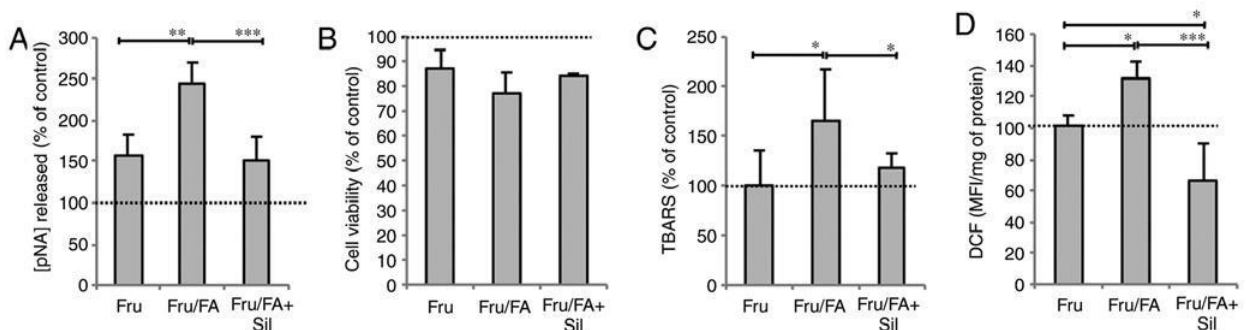 A
[pNA] released (% of control)
300
250
200
150
100
50
0
**
***
Fru
Fru/FA
Fru/FA+
Sil
B
Cell viability (% of control)
100
90
80
70
60
50
40
30
20
10
0
Fru
Fru/FA
Fru/FA+
Sil
C
TBARS (% of control)
250
200
150
100
50
0
*
*
Fru
Fru/FA
Fru/FA+
Sil
D
DCF (MFI/mg of protein)
160
140
120
100
80
60
40
20
0
*
*
***
Fru
Fru/FA
Fru/FA+
Sil